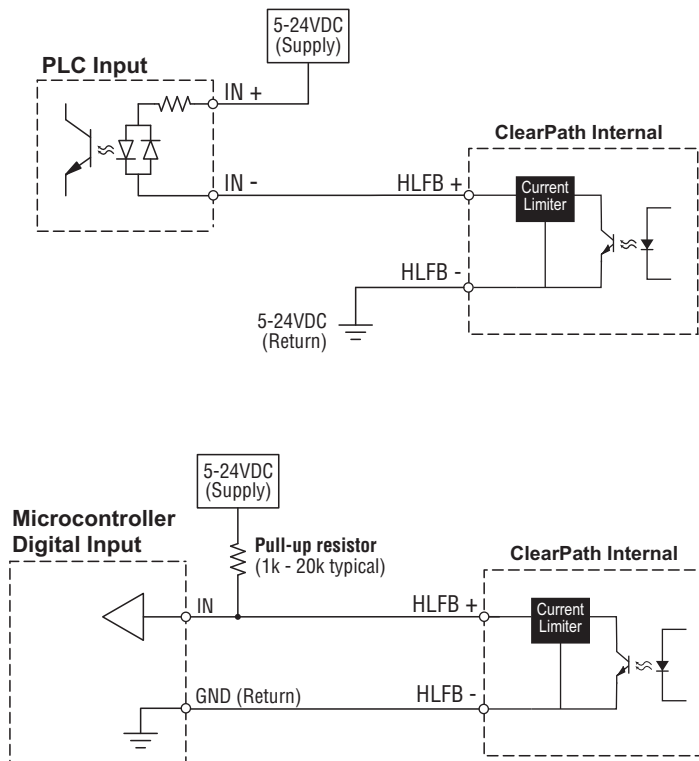 5-24VDC
(Supply)
PLC Input
IN +
ClearPath Internal
IN -
HLFB +
Current
Limiter
HLFB -
5-24VDC
(Return)
5-24VDC
(Supply)
Microcontroller
Digital Input
Pull-up resistor
(1k - 20k typical)
ClearPath Internal
IN
HLFB +
Current
Limiter
GND (Return)
HLFB -